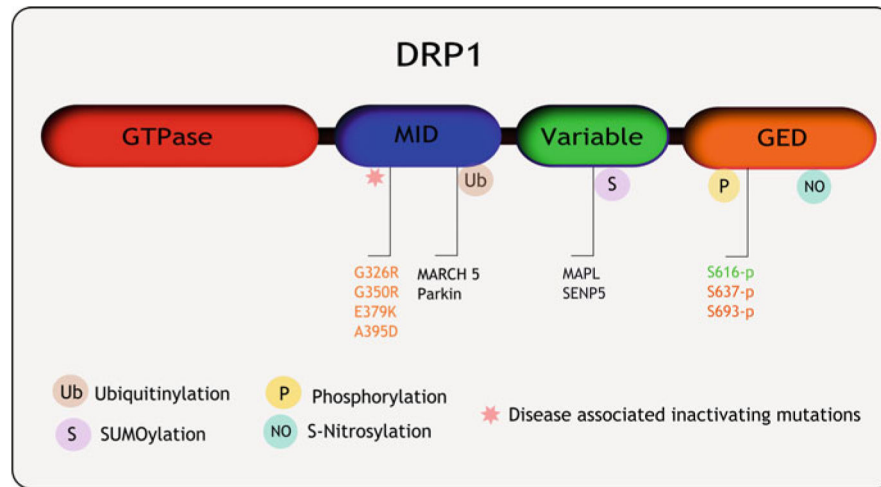 DRP1
GTPase
MID
Variable
GED
Ub
S
P
NO
G326R
G350R
E379K
A395D
MARCH 5
Parkin
MAPL
SENP5
S616-p
S637-p
S693-p
Ub Ubiquitinylation
P Phosphorylation
S SUMOylation
NO S-Nitrosylation
Disease associated inactivating mutations